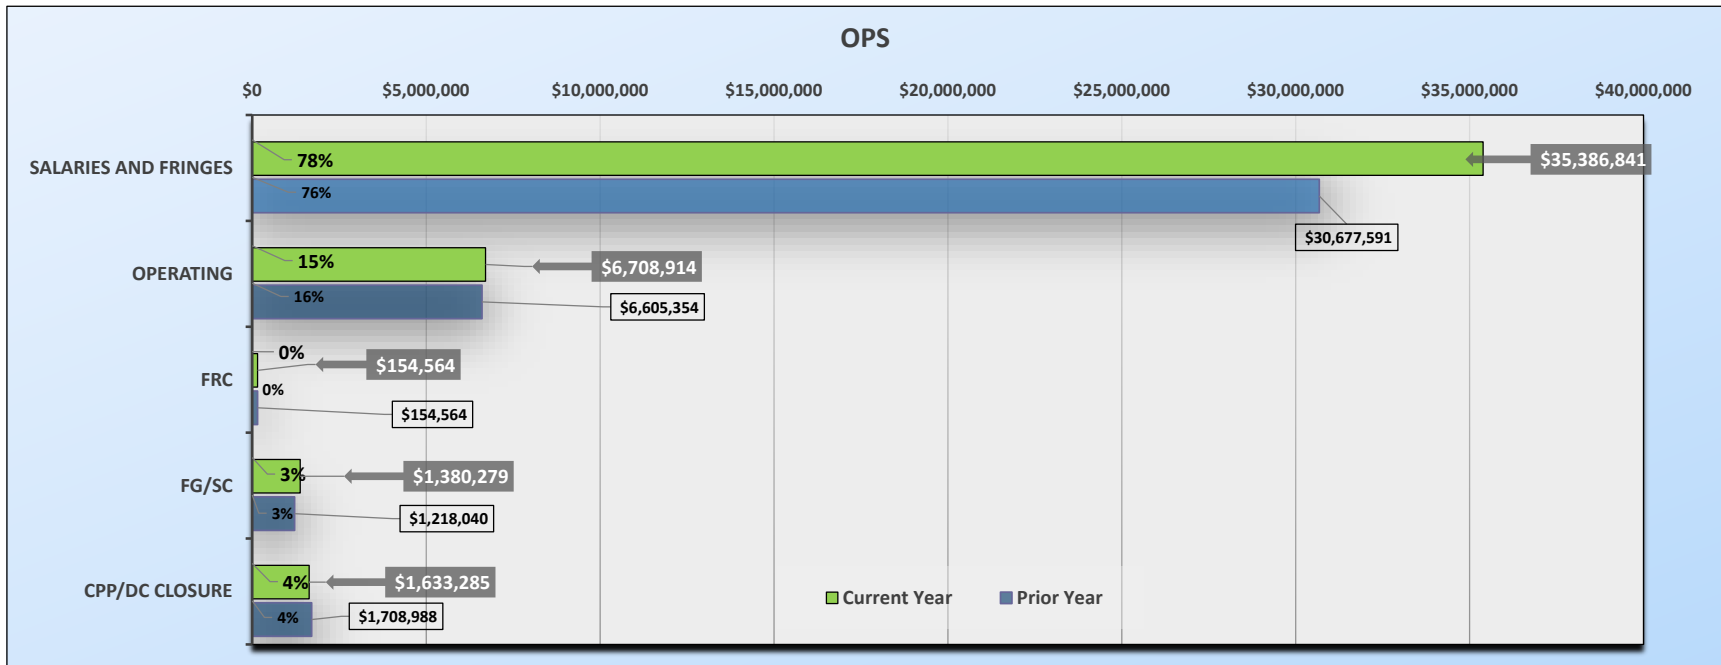 OPS
$0 $5,000,000 $10,000,000 $15,000,000 $20,000,000 $25,000,000 $30,000,000 $35,000,000 $40,000,000
SALARIES AND FRINGES
78%
$35,386,841
76%
$30,677,591
OPERATING
15%
$6,708,914
16%
$6,605,354
FRC
0%
$154,564
0%
$154,564
FG/SC
3%
$1,380,279
3%
$1,218,040
CPP/DC CLOSURE
4%
$1,633,285
4%
$1,708,988
Current Year Prior Year